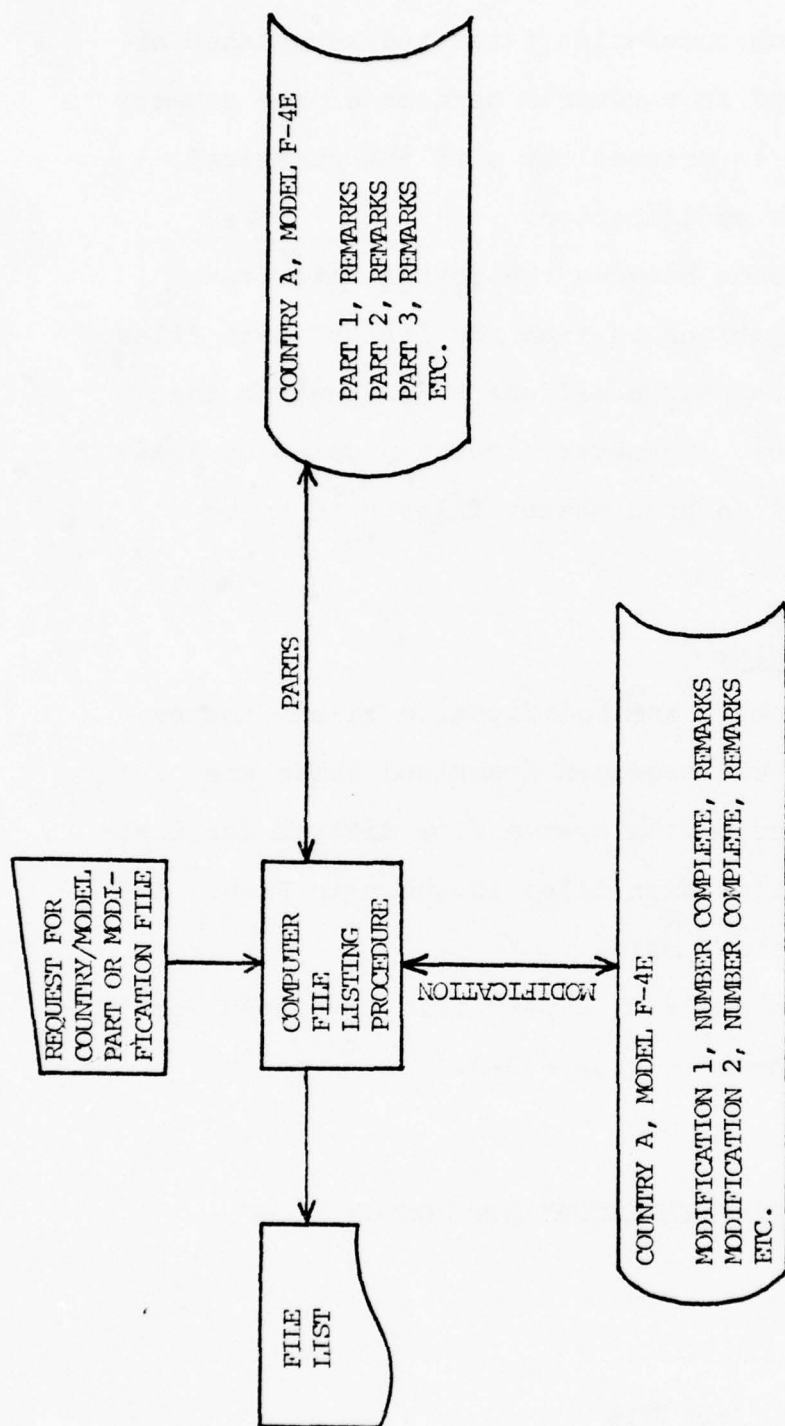 REQUEST FOR
COUNTRY/MODEL
PART OR MODI-
FICATION FILE
FILE
LIST
COMPUTER
FILE
LISTING
PROCEDURE
PARTS
COUNTRY A, MODEL F-4E
PART 1, REMARKS
PART 2, REMARKS
PART 3, REMARKS
ETC.
MODIFICATION
COUNTRY A, MODEL F-4E
MODIFICATION 1, NUMBER COMPLETE, REMARKS
MODIFICATION 2, NUMBER COMPLETE, REMARKS
ETC.